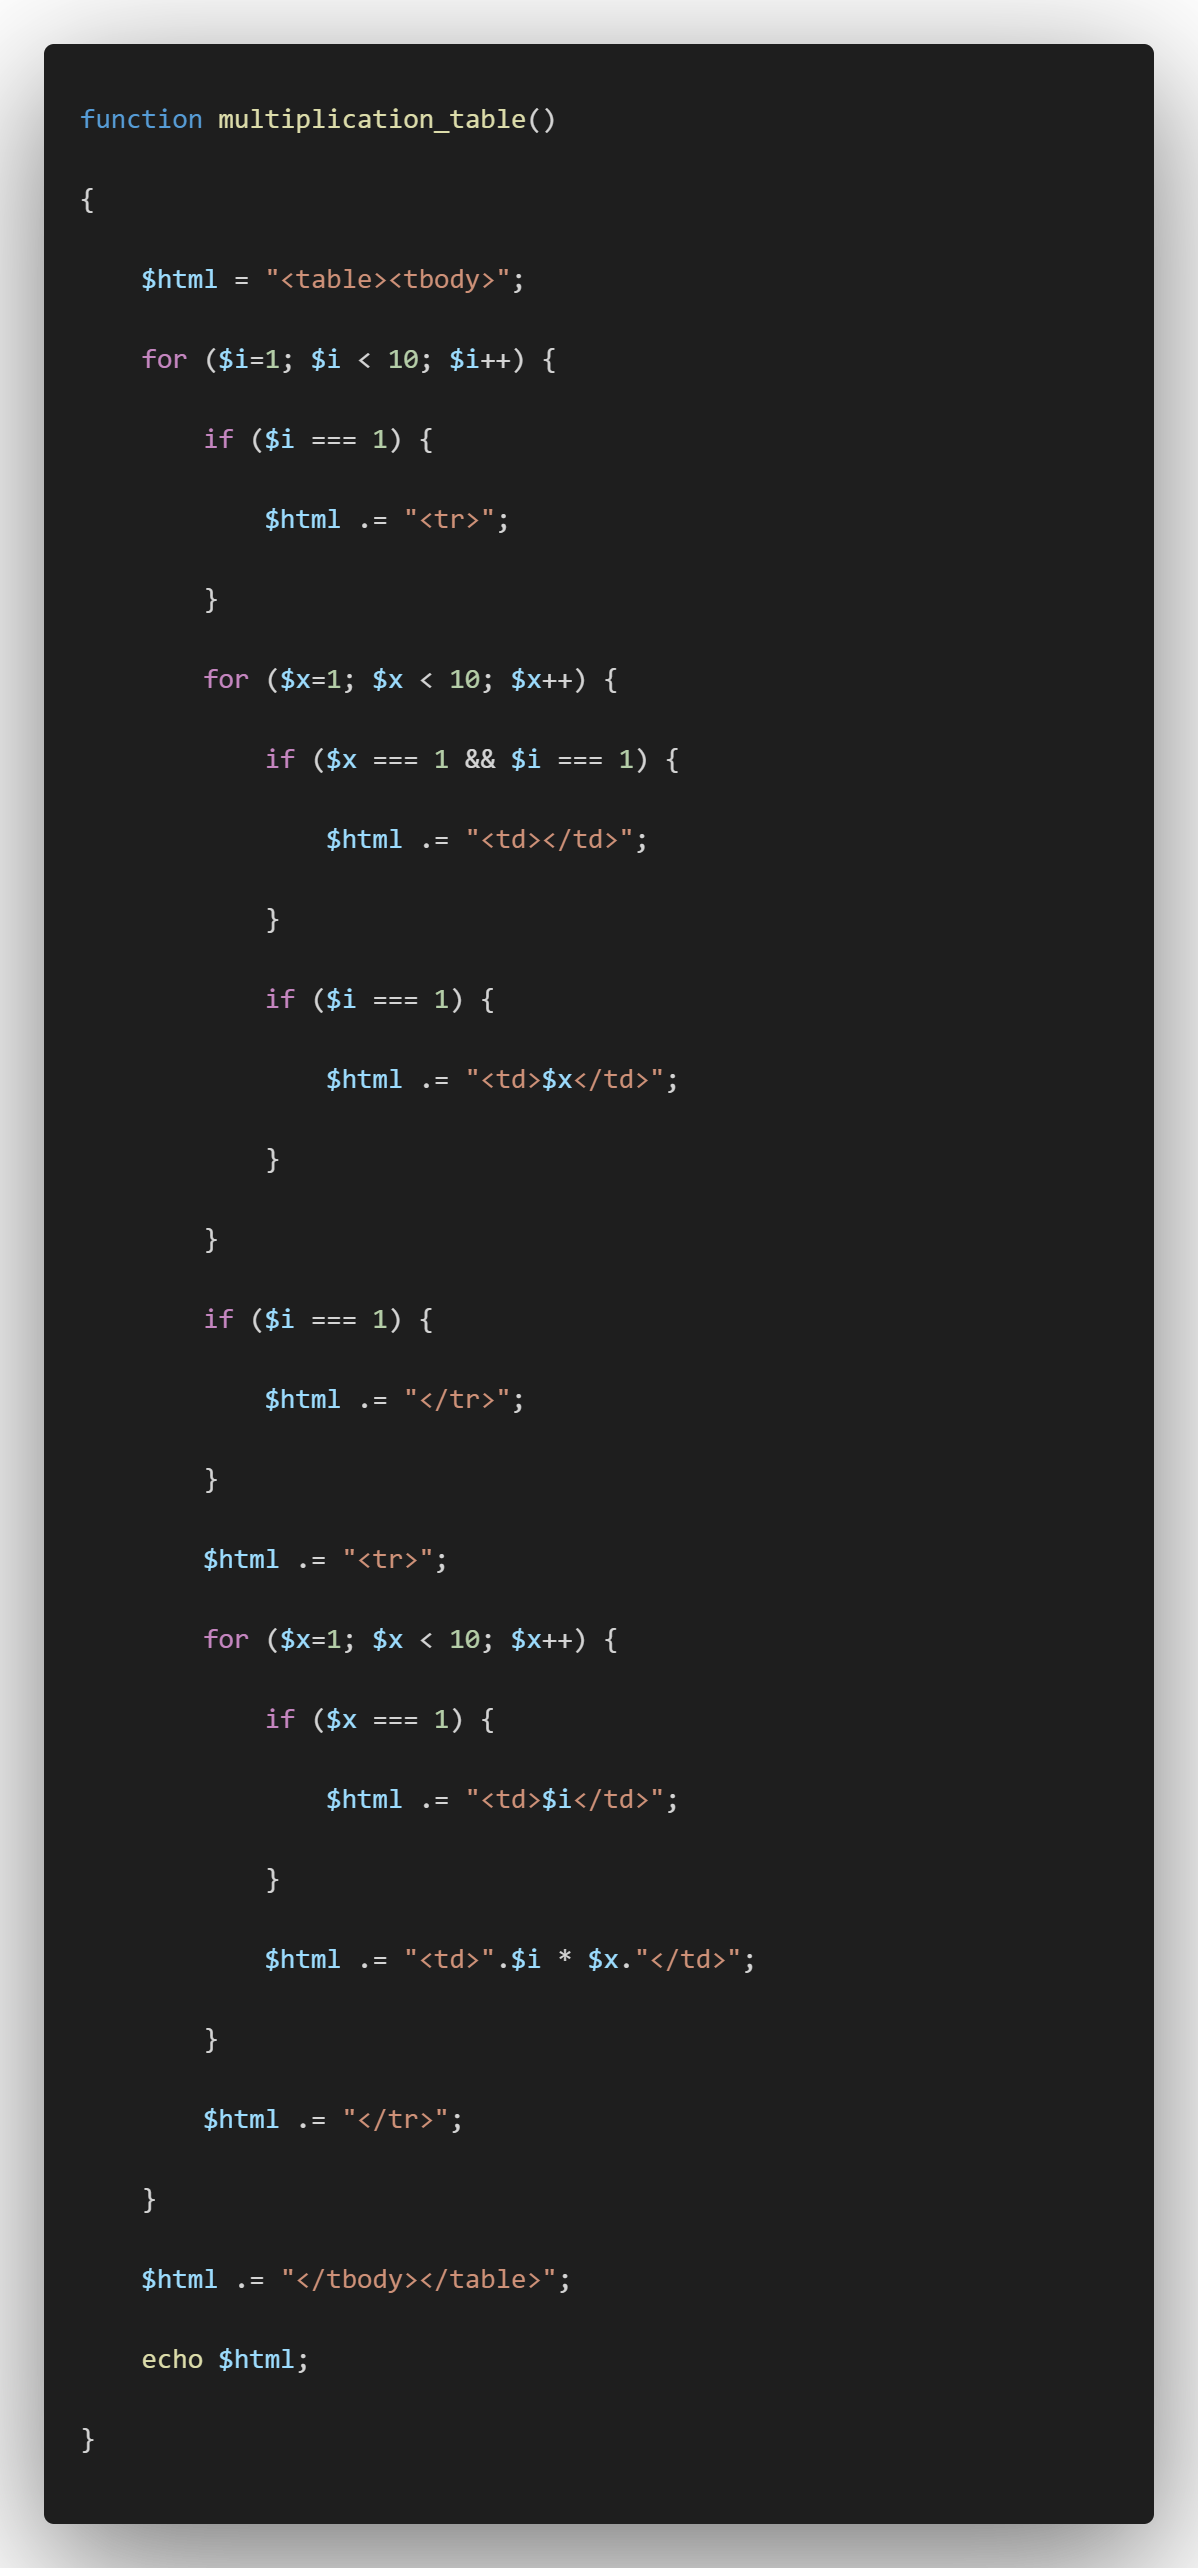 function multiplication_table()
{
    $html = "<table><tbody>";
    for ($i=1; $i < 10; $i++) {
        if ($i === 1) {
            $html .= "<tr>";
        }
        for ($x=1; $x < 10; $x++) {
            if ($x === 1 && $i === 1) {
                $html .= "<td></td>";
            }
            if ($i === 1) {
                $html .= "<td>$x</td>";
            }
        }
        if ($i === 1) {
            $html .= "</tr>";
        }
        $html .= "<tr>";
        for ($x=1; $x < 10; $x++) {
            if ($x === 1) {
                $html .= "<td>$i</td>";
            }
            $html .= "<td>".$i * $x."</td>";
        }
        $html .= "</tr>";
    }
    $html .= "</tbody></table>";
    echo $html;
}